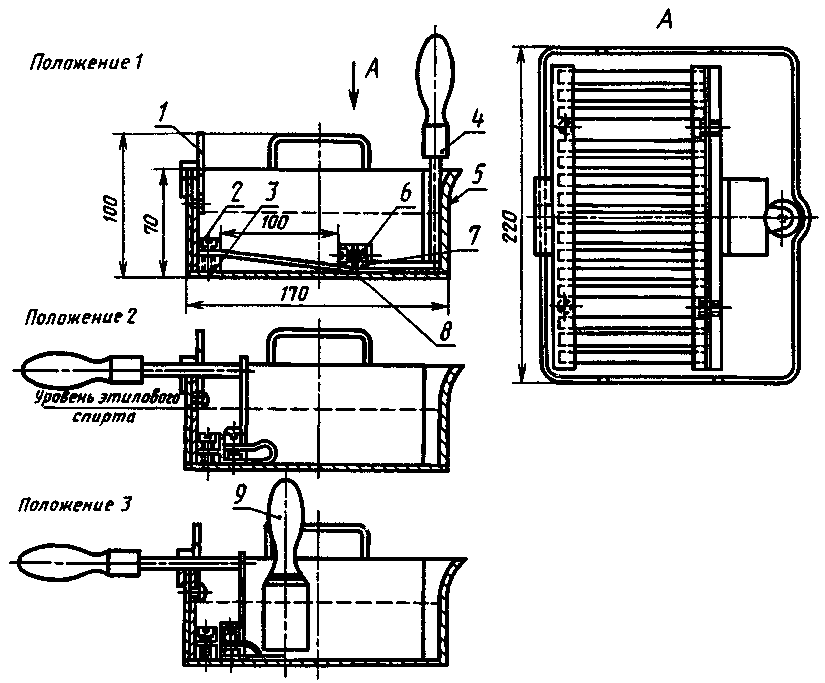 Положение 1
А
А
1
4
2
3
6
5
100
100
70
7
220
170
8
Положение 2
Уровень этилового
спирта
Положение 3
9